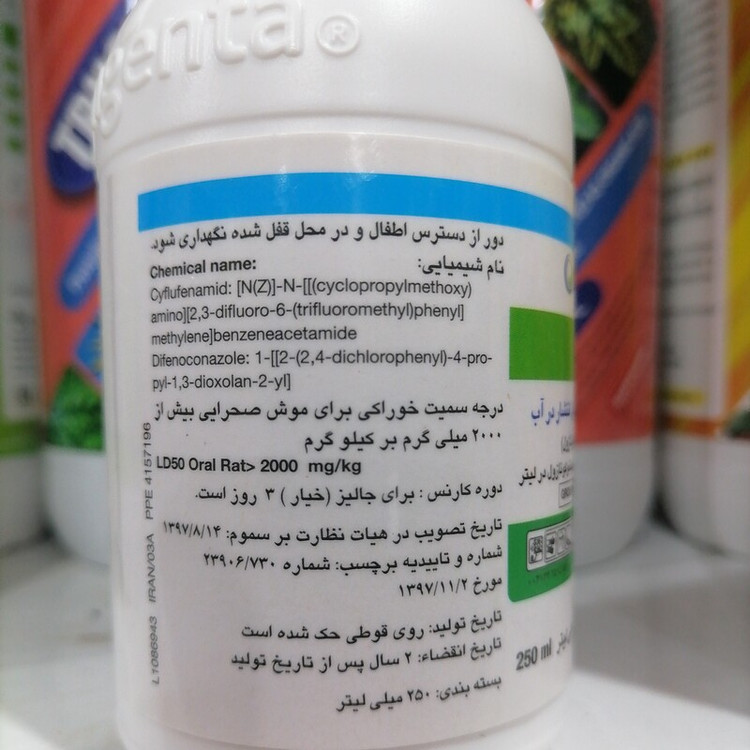 genta®
دور از دسترس اطفال و در محل قفل شده نگهداری شود.
نام شیمیایی:
Chemical name:
Cyflufenamid: [N(Z)]-N-[[(cyclopropylmethoxy)
amino][2,3-difluoro-6-(trifluoromethyl)phenyl]
methylene]benzeneacetamide
Difenoconazole: 1-[[2-(2,4-dichlorophenyl)-4-pro-
pyl-1,3-dioxolan-2-yl]
درجه سمیت خوراکی برای موش صحرایی بیش از
۲۰۰۰ میلی گرم بر کیلو گرم
LD50 Oral Rat> 2000 mg/kg
دوره کارنس : برای جالیز (خیار ) ۳ روز است.
تاریخ تصویب در هیات نظارت بر سموم: ۱۳۹۷/۸/۱۴
شماره و تاییدیه برچسب: شماره ۲۳۹۰۶/۷۳۰
مورخ ۱۳۹۷/۱۱/۲
تاریخ تولید: روی قوطی حک شده است
تاریخ انقضاء: ۲ سال پس از تاریخ تولید
بسته بندی: ۲۵۰ میلی لیتر
L1086943 IRAN/03A PPE 4157196
انتشار در آب
در لیتر
250 ml